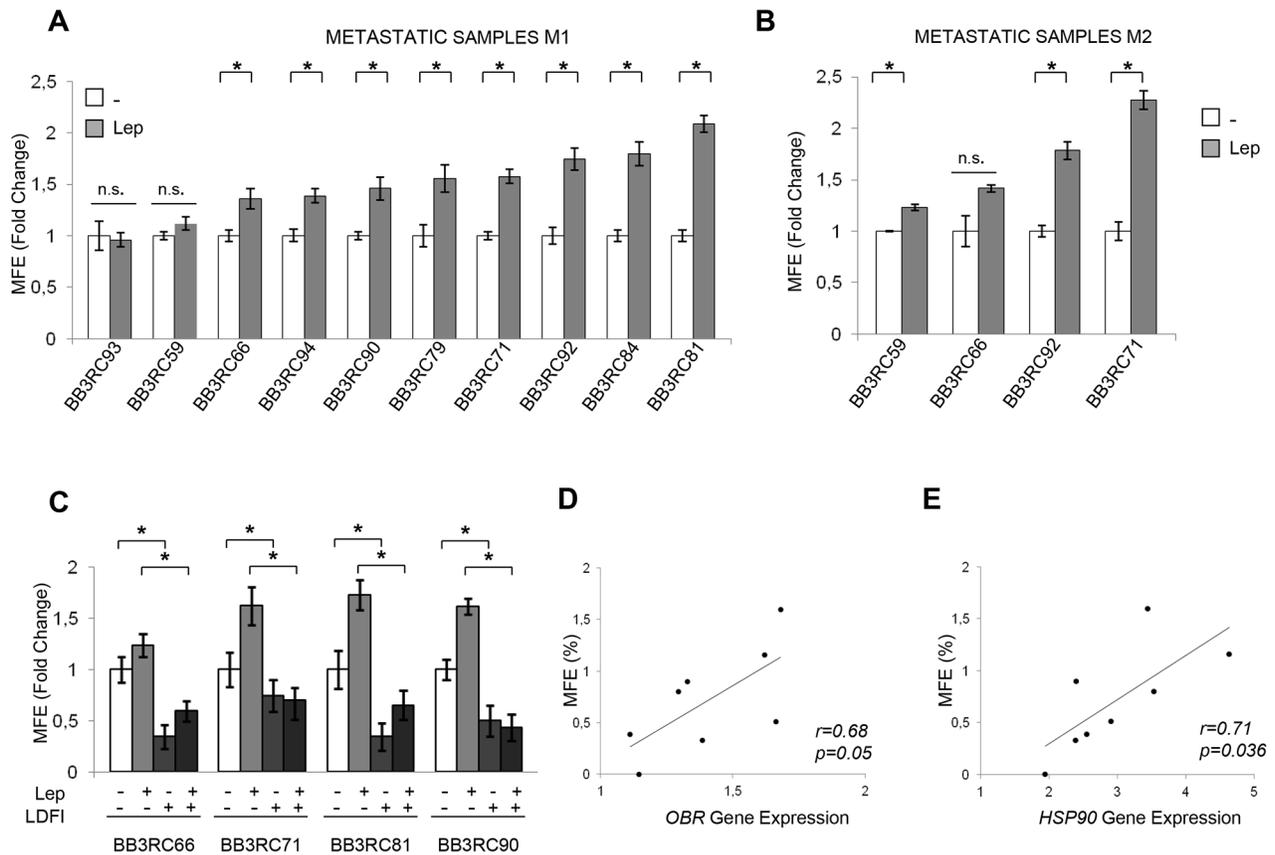 A
METASTATIC SAMPLES M1
* * * * * * * *
2,5
2
1,5
1
0,5
0
MFE (Fold Change)
-
Lep
n.s. n.s.
BB3RC93 BB3RC59 BB3RC66 BB3RC94 BB3RC90 BB3RC79 BB3RC71 BB3RC92 BB3RC84 BB3RC81
B
METASTATIC SAMPLES M2
* * *
2,5
2
1,5
1
0,5
0
MFE (Fold Change)
n.s.
-
Lep
BB3RC59 BB3RC66 BB3RC92 BB3RC71
C
* * * *
* * * *
2
1,5
1
0,5
0
MFE (Fold Change)
Lep - + - + - + - + - + - + - + - +
LDFI - - + + - - + + - - + + - - + +
BB3RC66 BB3RC71 BB3RC81 BB3RC90
D
2
1,5
1
0,5
0
MFE (%)
r=0.68
p=0.05
1 1,5 2
OBR Gene Expression
E
2
1,5
1
0,5
0
MFE (%)
r=0.71
p=0.036
1 2 3 4 5
HSP90 Gene Expression